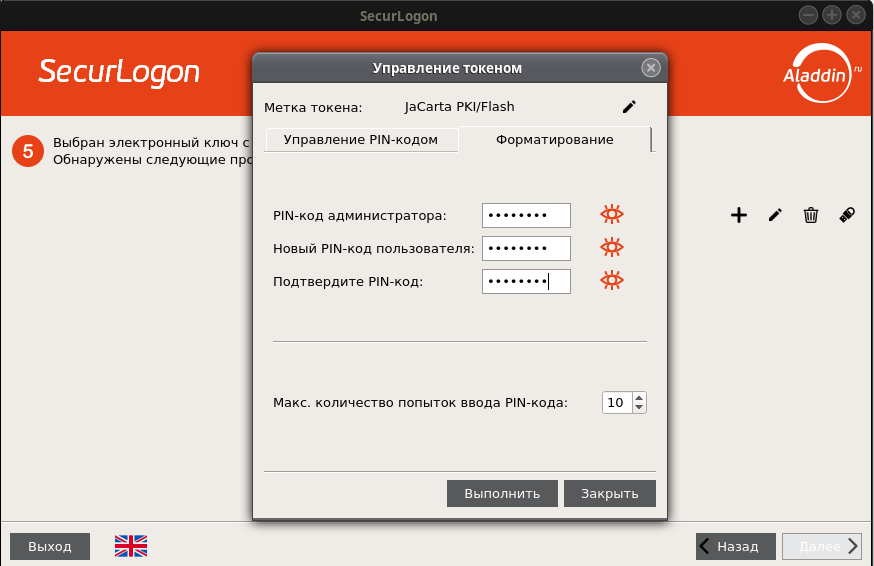 SecurLogon
SecurLogon
Aladdin.ru
Управление токеном
Метка токена: JaCarta PKI/Flash
Управление PIN-кодом Форматирование
5
Выбран электронный ключ с
Обнаружены следующие про
PIN-код администратора: ••••••••
Новый PIN-код пользователя: ••••••••
Подтвердите PIN-код: ••••••••
Макс. количество попыток ввода PIN-кода: 10
Выполнить Закрыть
Выход Назад Далее